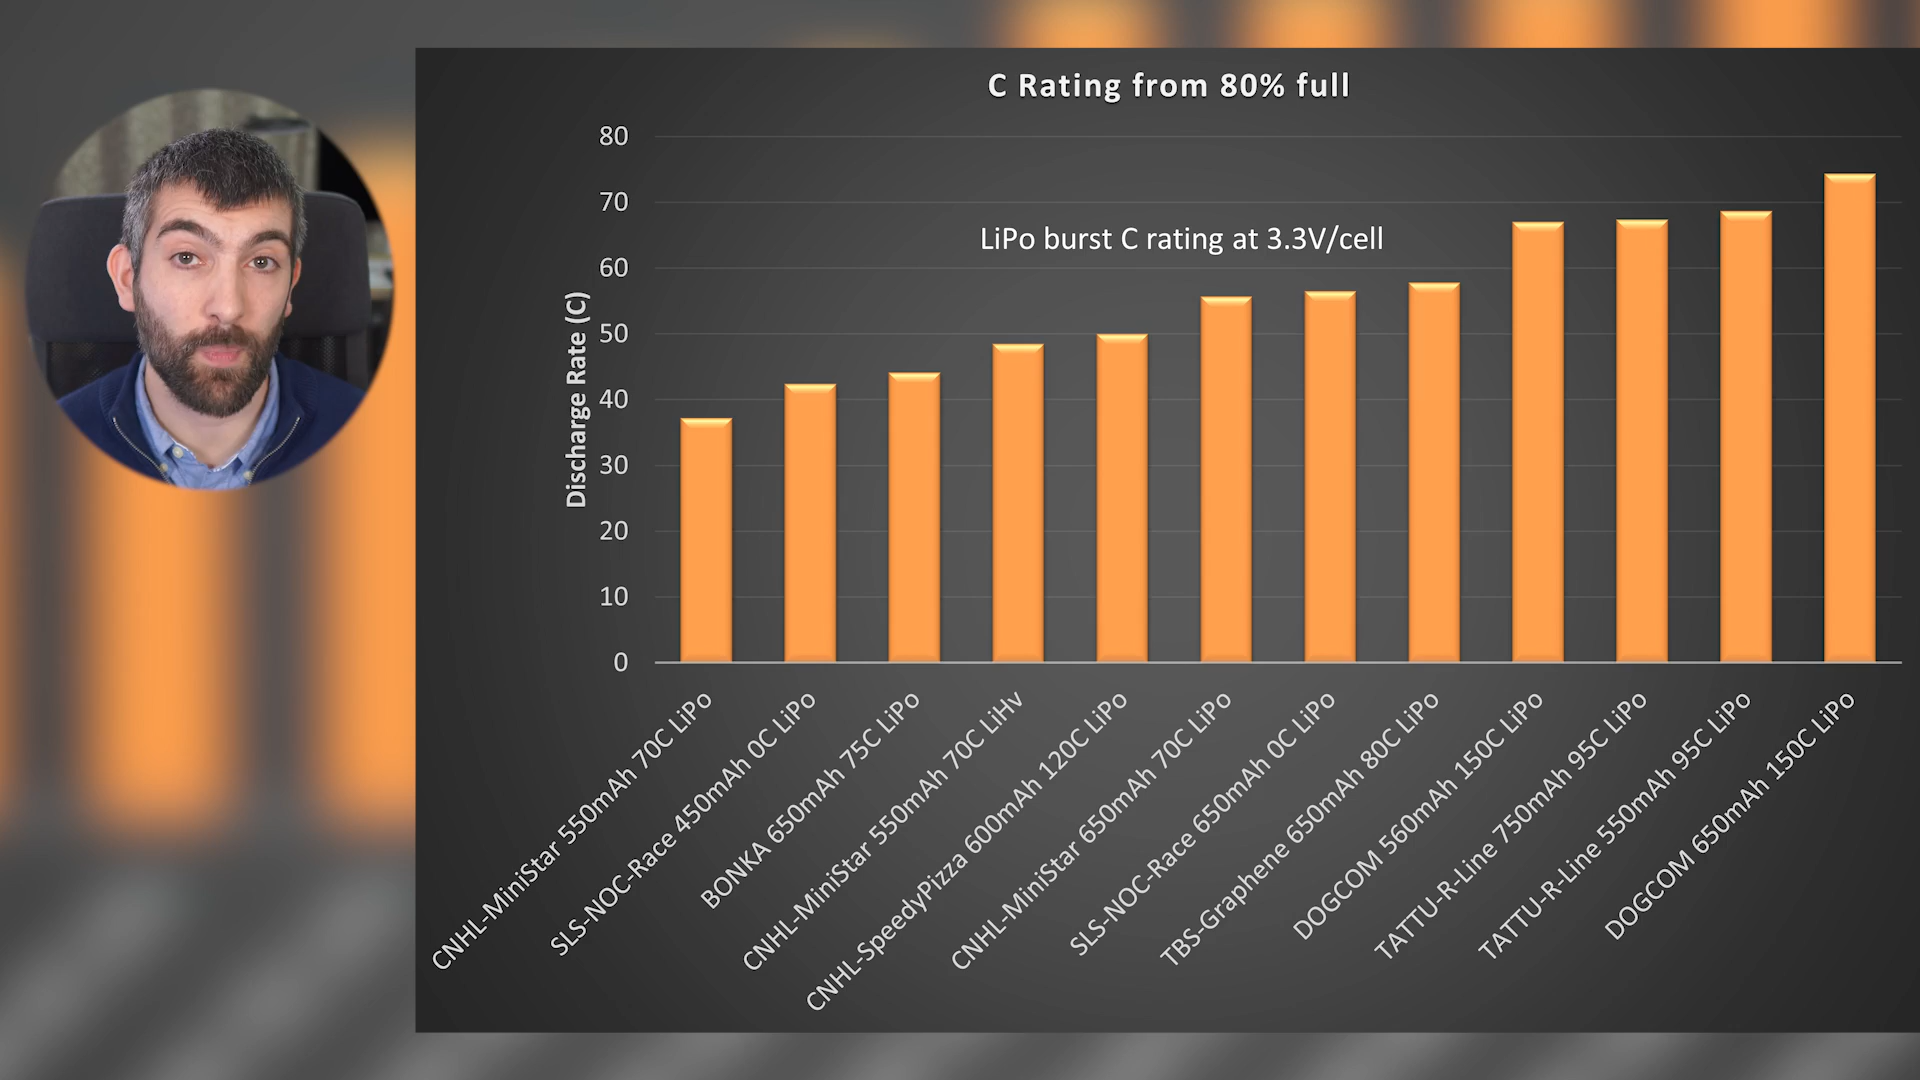 C Rating from 80% full
LiPo burst C rating at 3.3V/cell
Discharge Rate (C)
80
70
60
50
40
30
20
10
0
CNHL-MiniStar 550mAh 70C LiPo
SLS-NOC-Race 450mAh 0C LiPo
BONKA 650mAh 75C LiPo
CNHL-MiniStar 550mAh 70C LiHv
CNHL-SpeedyPizza 600mAh 120C LiPo
CNHL-MiniStar 650mAh 70C LiPo
SLS-NOC-Race 650mAh 0C LiPo
TBS-Graphene 650mAh 80C LiPo
DOGCOM 560mAh 150C LiPo
TATTU-R-Line 750mAh 95C LiPo
TATTU-R-Line 550mAh 95C LiPo
DOGCOM 650mAh 150C LiPo